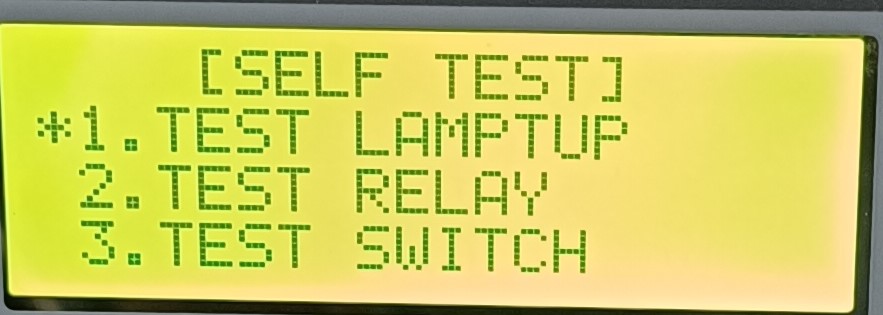 [SELF TEST]
*1.TEST LAMPTUP
2.TEST RELAY
3.TEST SWITCH